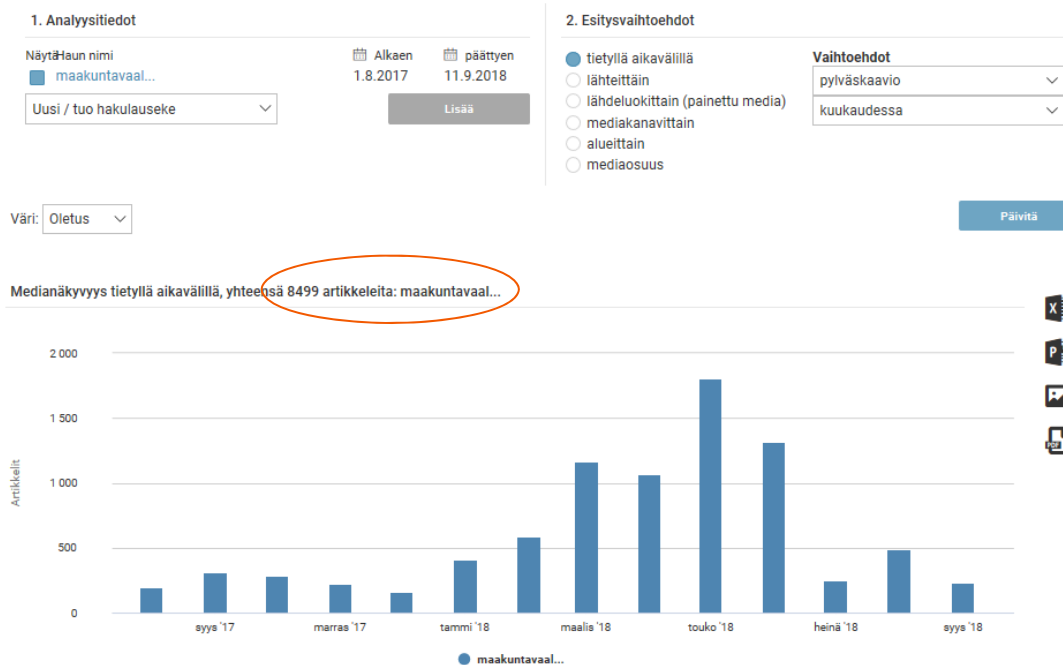 1. Analyysitiedot
NäytäHaun nimi
Alkaen
päättyen
maakuntavaal...
1.8.2017
11.9.2018
Uusi / tuo hakulauseke
Lisää
2. Esitysvaihtoehdot
tietyllä aikavälillä
lähteittäin
lähdeluokittain (painettu media)
mediakanavittain
alueittain
mediaosuus
Vaihtoehdot
pylväskaavio
kuukaudessa
Väri: Oletus
Päivitä
Medianäkyvyys tietyllä aikavälillä, yhteensä 8499 artikkeleita: maakuntavaal...
X
P
PDF
Artikkelit
2 000
1 500
1 000
500
0
syys '17
marras '17
tammi '18
maalis '18
touko '18
heinä '18
syys '18
maakuntavaal...